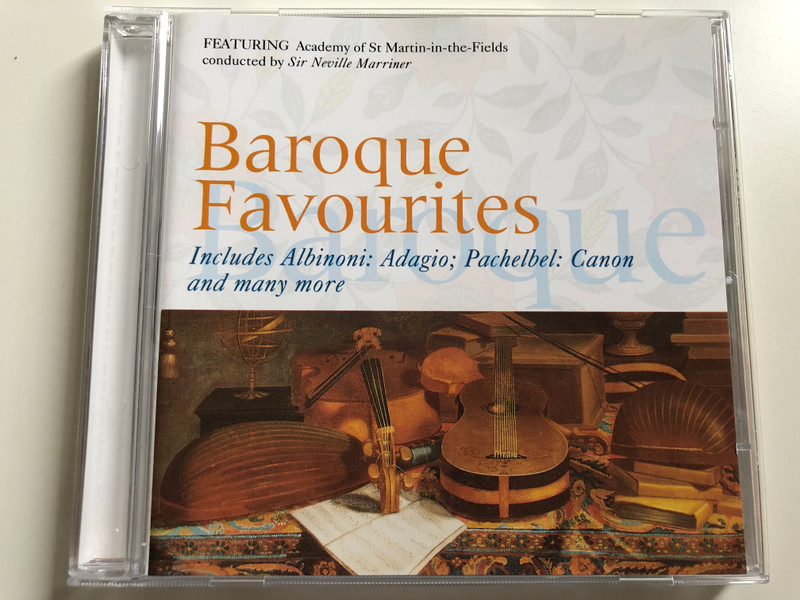 FEATURING Academy of St Martin-in-the-Fields
conducted by Sir Neville Marriner
Baroque
Favourites
Baroque
Includes Albinoni: Adagio; Pachelbel: Canon
and many more